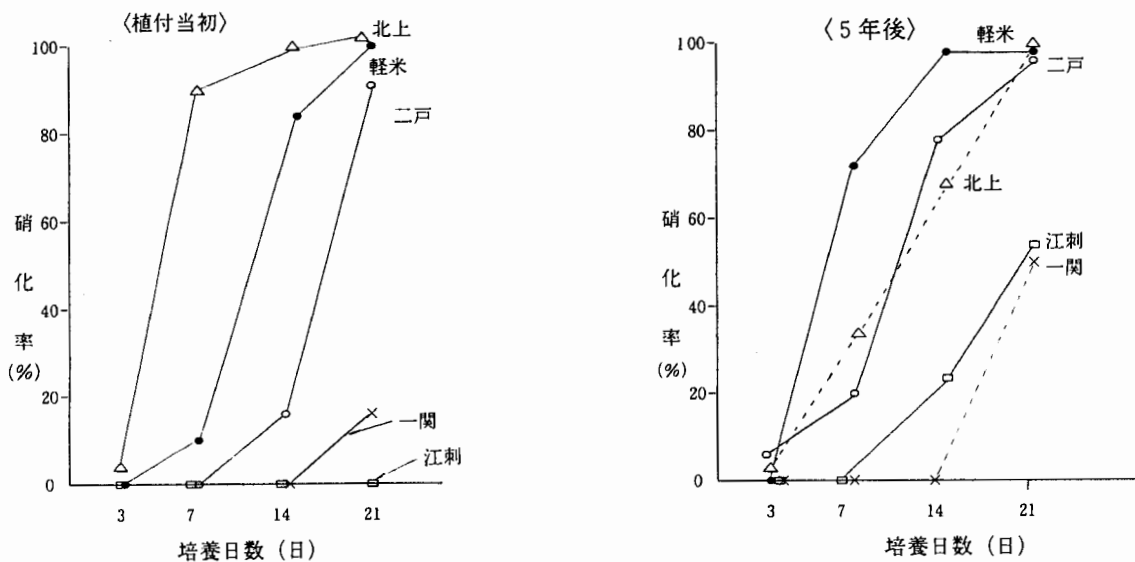 〈植付当初〉
北上
軽米
二戸
一関
江刺
100
80
60
40
20
0
硝
化
率
(%)
3 7 14 21
培養日数(日)
〈5年後〉
軽米
二戸
北上
江刺
一関
100
80
60
40
20
0
硝
化
率
(%)
3 7 14 21
培養日数(日)